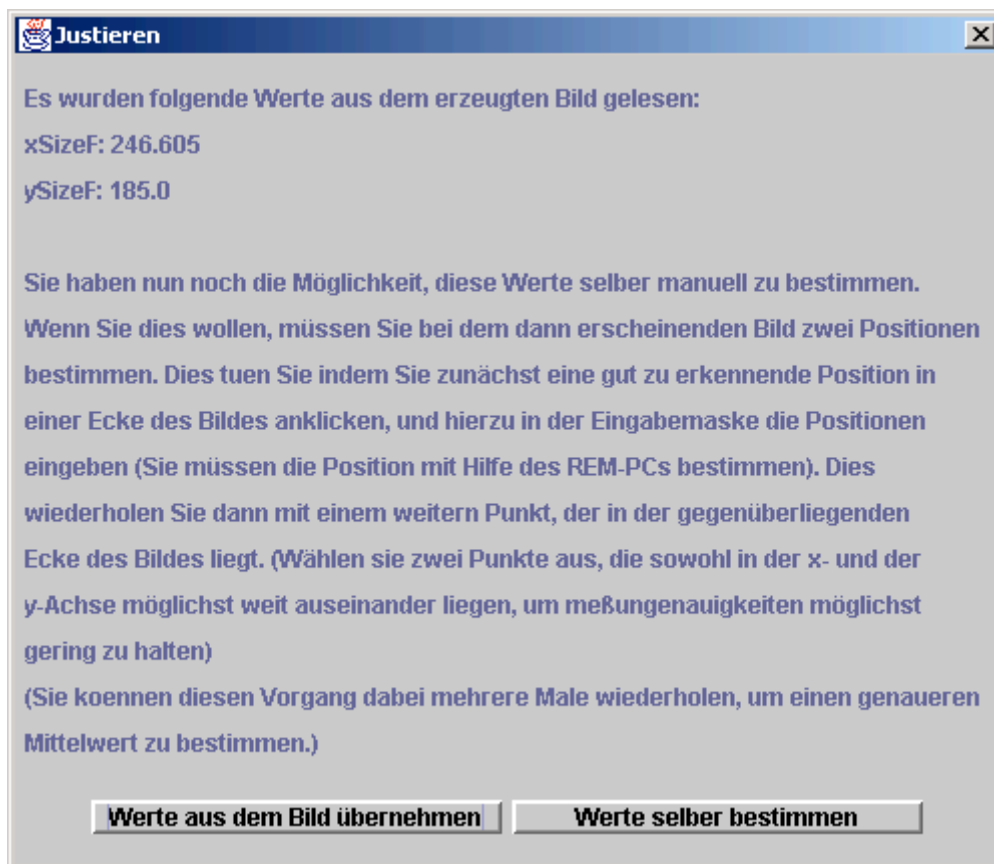 Justieren
Es wurden folgende Werte aus dem erzeugten Bild gelesen:
xSizeF: 246.605
ySizeF: 185.0
Sie haben nun noch die Möglichkeit, diese Werte selber manuell zu bestimmen.
Wenn Sie dies wollen, müssen Sie bei dem dann erscheinenden Bild zwei Positionen
bestimmen. Dies tuen Sie indem Sie zunächst eine gut zu erkennende Position in
einer Ecke des Bildes anklicken, und hierzu in der Eingabemaske die Positionen
eingeben (Sie müssen die Position mit Hilfe des REM-PCs bestimmen). Dies
wiederholen Sie dann mit einem weitern Punkt, der in der gegenüberliegenden
Ecke des Bildes liegt. (Wählen sie zwei Punkte aus, die sowohl in der x- und der
y-Achse möglichst weit auseinander liegen, um meßungenauigkeiten möglichst
gering zu halten)
(Sie koennen diesen Vorgang dabei mehrere Male wiederholen, um einen genaueren
Mittelwert zu bestimmen.)
Werte aus dem Bild übernehmen Werte selber bestimmen